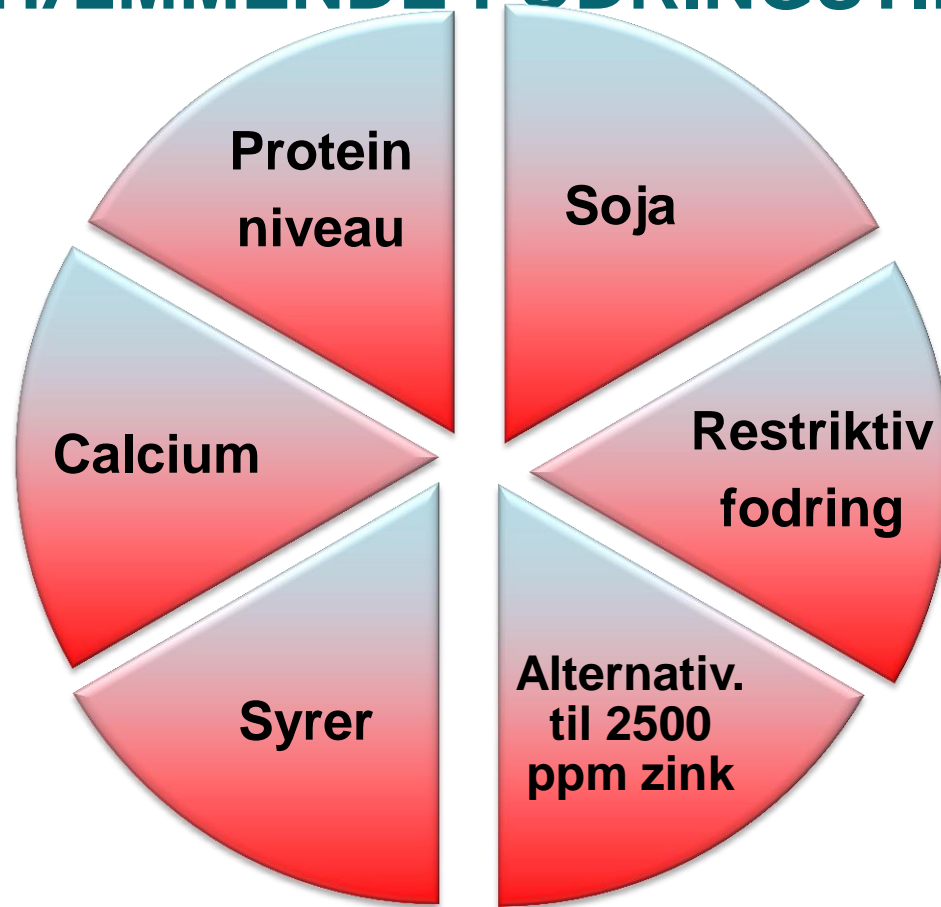 Soja
Restriktiv
fodring
Alternativ.
til 2500
ppm zink
Syrer
Calcium
Protein
niveau